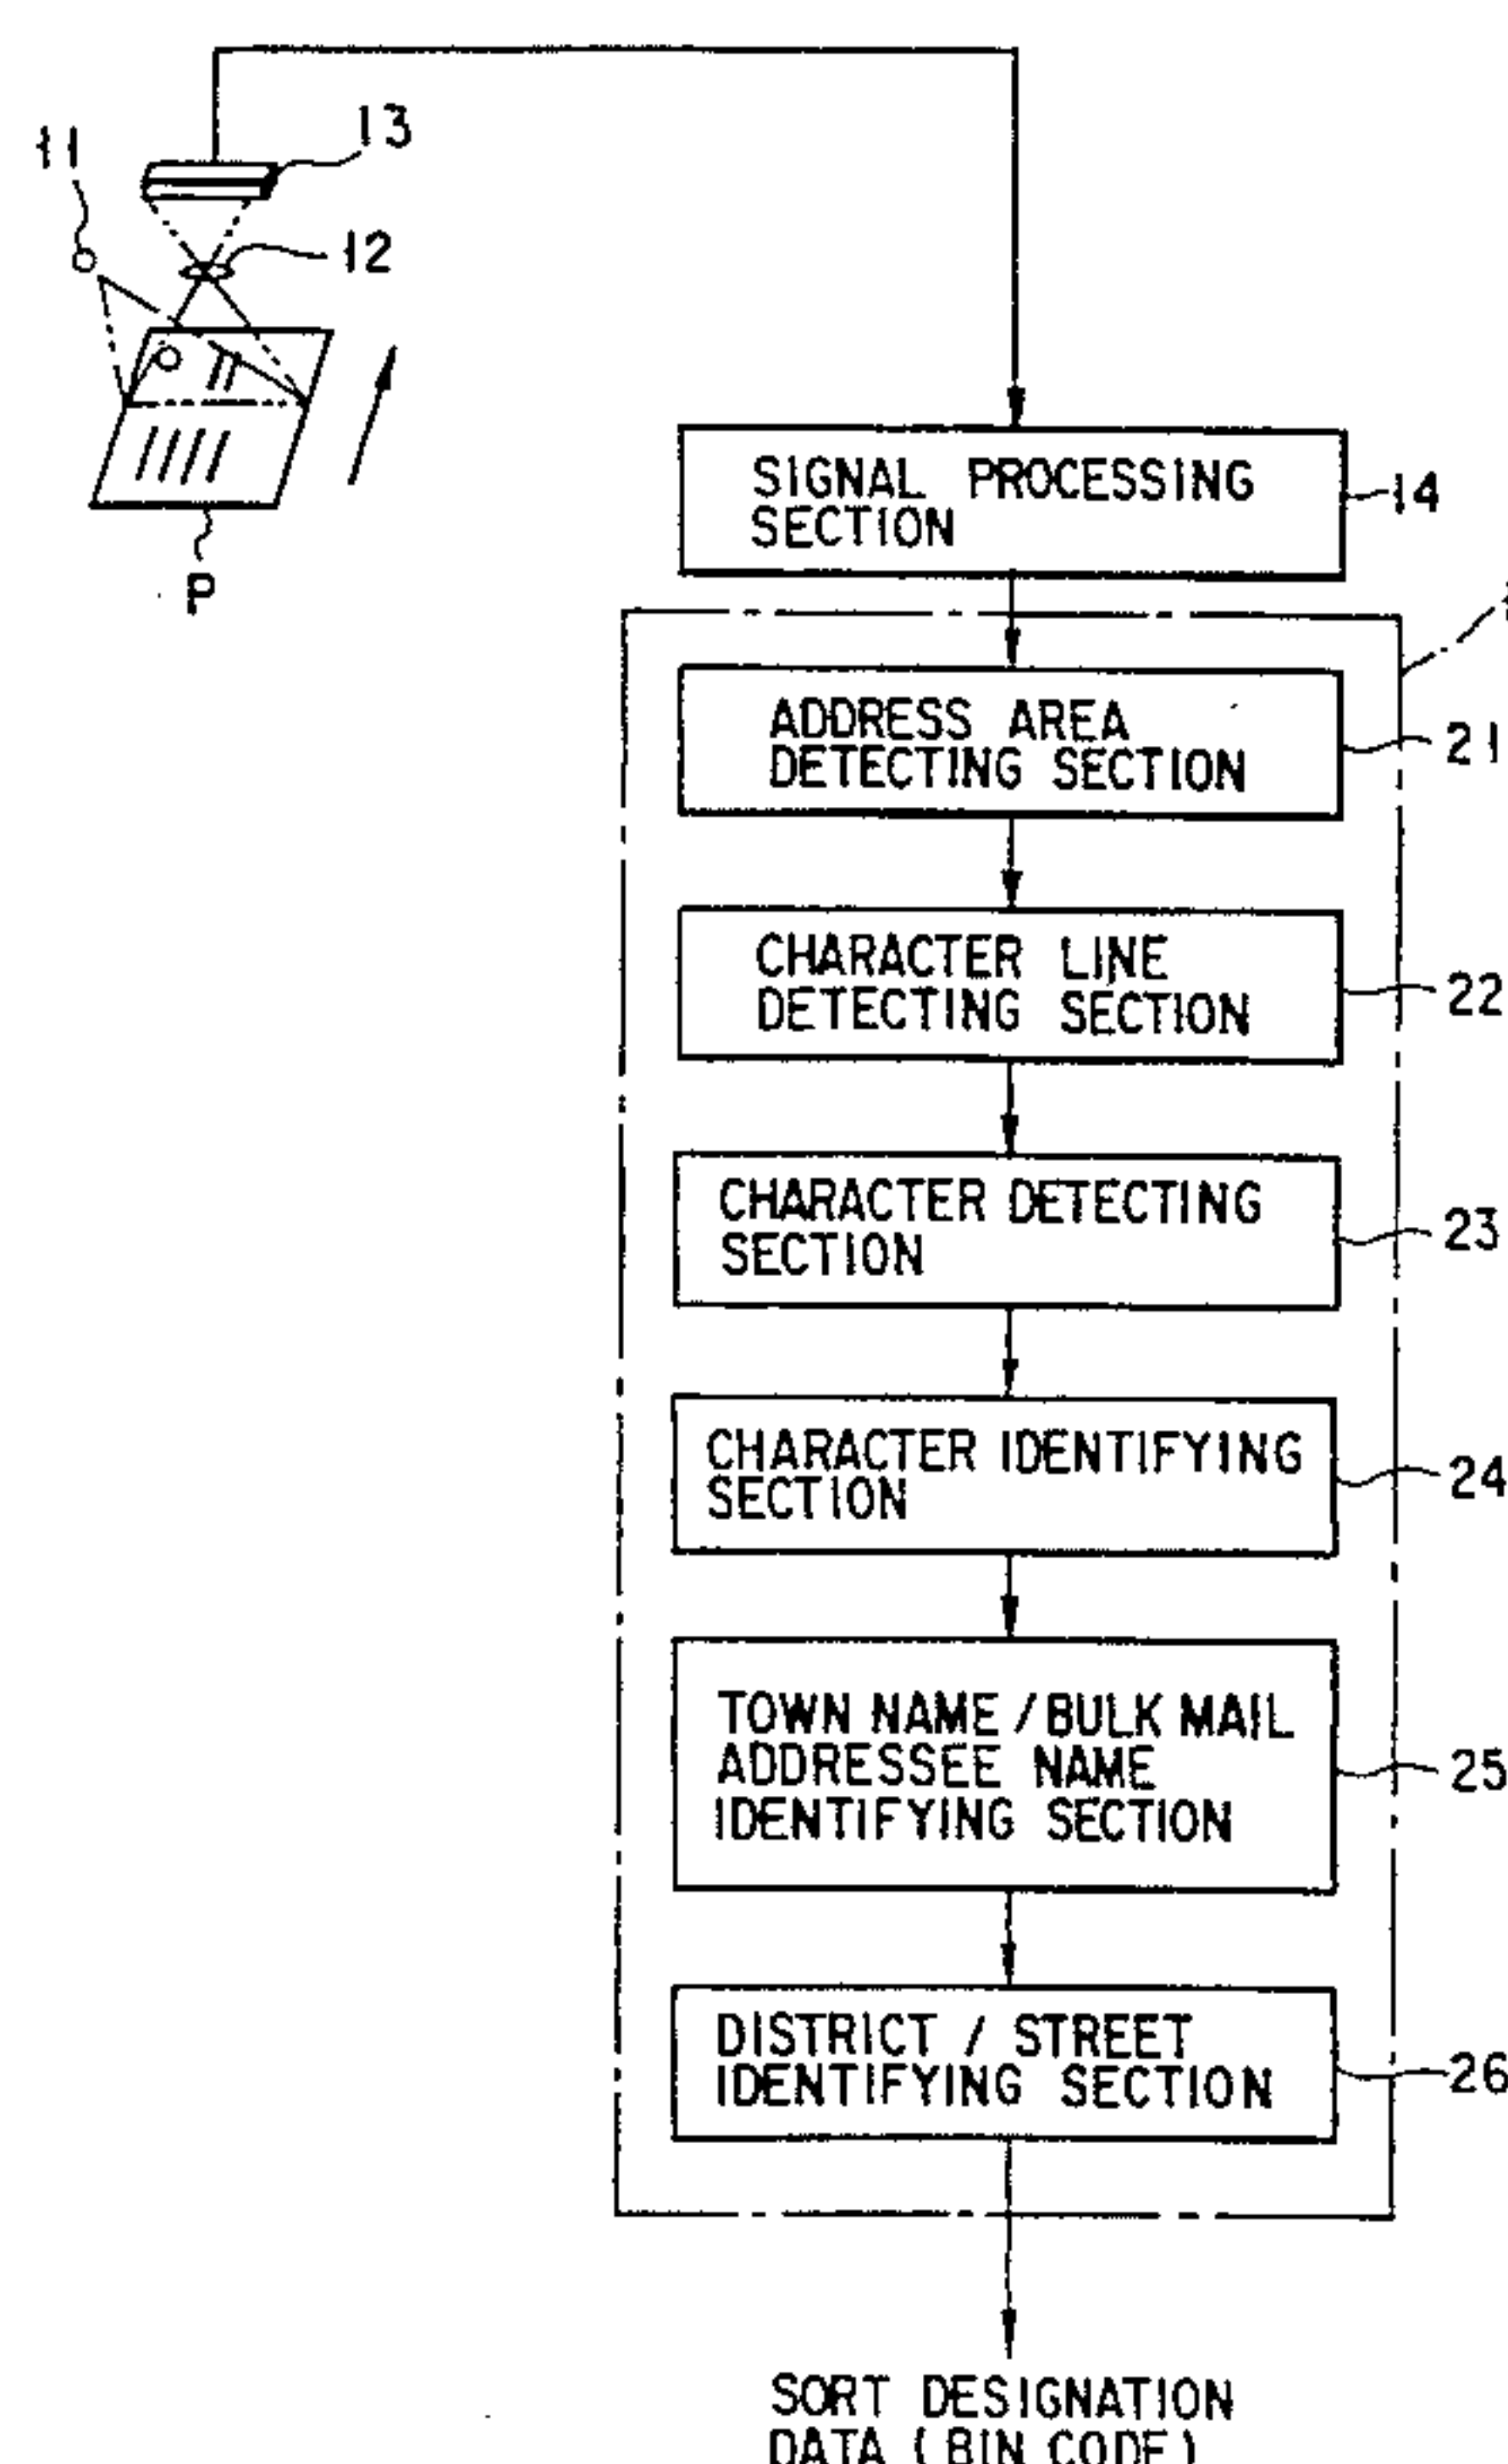 13
11
12
P
SIGNAL PROCESSING
SECTION
14
ADDRESS AREA
DETECTING SECTION
21
CHARACTER LINE
DETECTING SECTION
22
CHARACTER DETECTING
SECTION
23
CHARACTER IDENTIFYING
SECTION
24
TOWN NAME / BULK MAIL
ADDRESSEE NAME
IDENTIFYING SECTION
25
DISTRICT / STREET
IDENTIFYING SECTION
26
SORT DESIGNATION
DATA (BIN CODE)